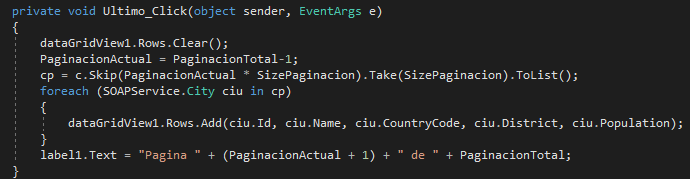 private void Ultimo_Click(object sender, EventArgs e)
{
dataGridView1.Rows.Clear();
PaginacionActual = PaginacionTotal-1;
cp = c.Skip(PaginacionActual * SizePaginacion).Take(SizePaginacion).ToList();
foreach (SOAPService.City ciu in cp)
{
dataGridView1.Rows.Add(ciu.Id, ciu.Name, ciu.CountryCode, ciu.District, ciu.Population);
}
label1.Text = "Pagina " + (PaginacionActual + 1) + " de " + PaginacionTotal;
}